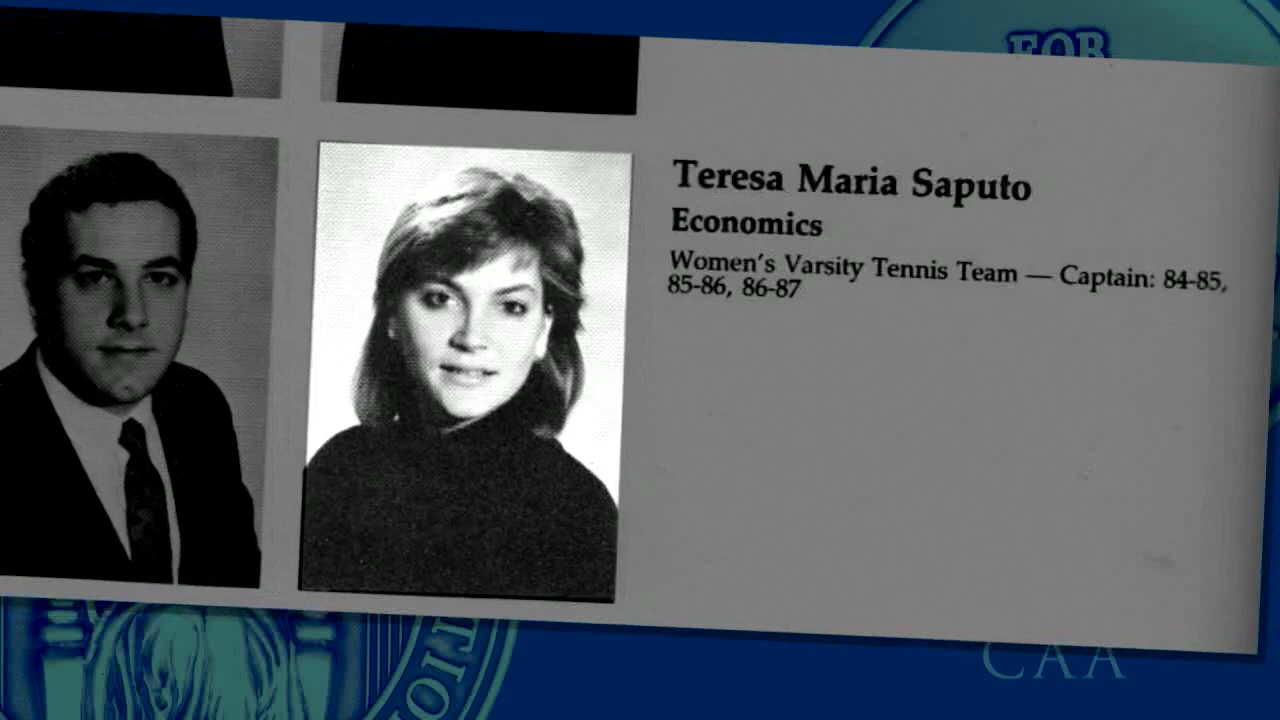 FOR
Teresa Maria Saputo
Economics
Women's Varsity Tennis Team — Captain: 84-85,
85-86, 86-87
CAA